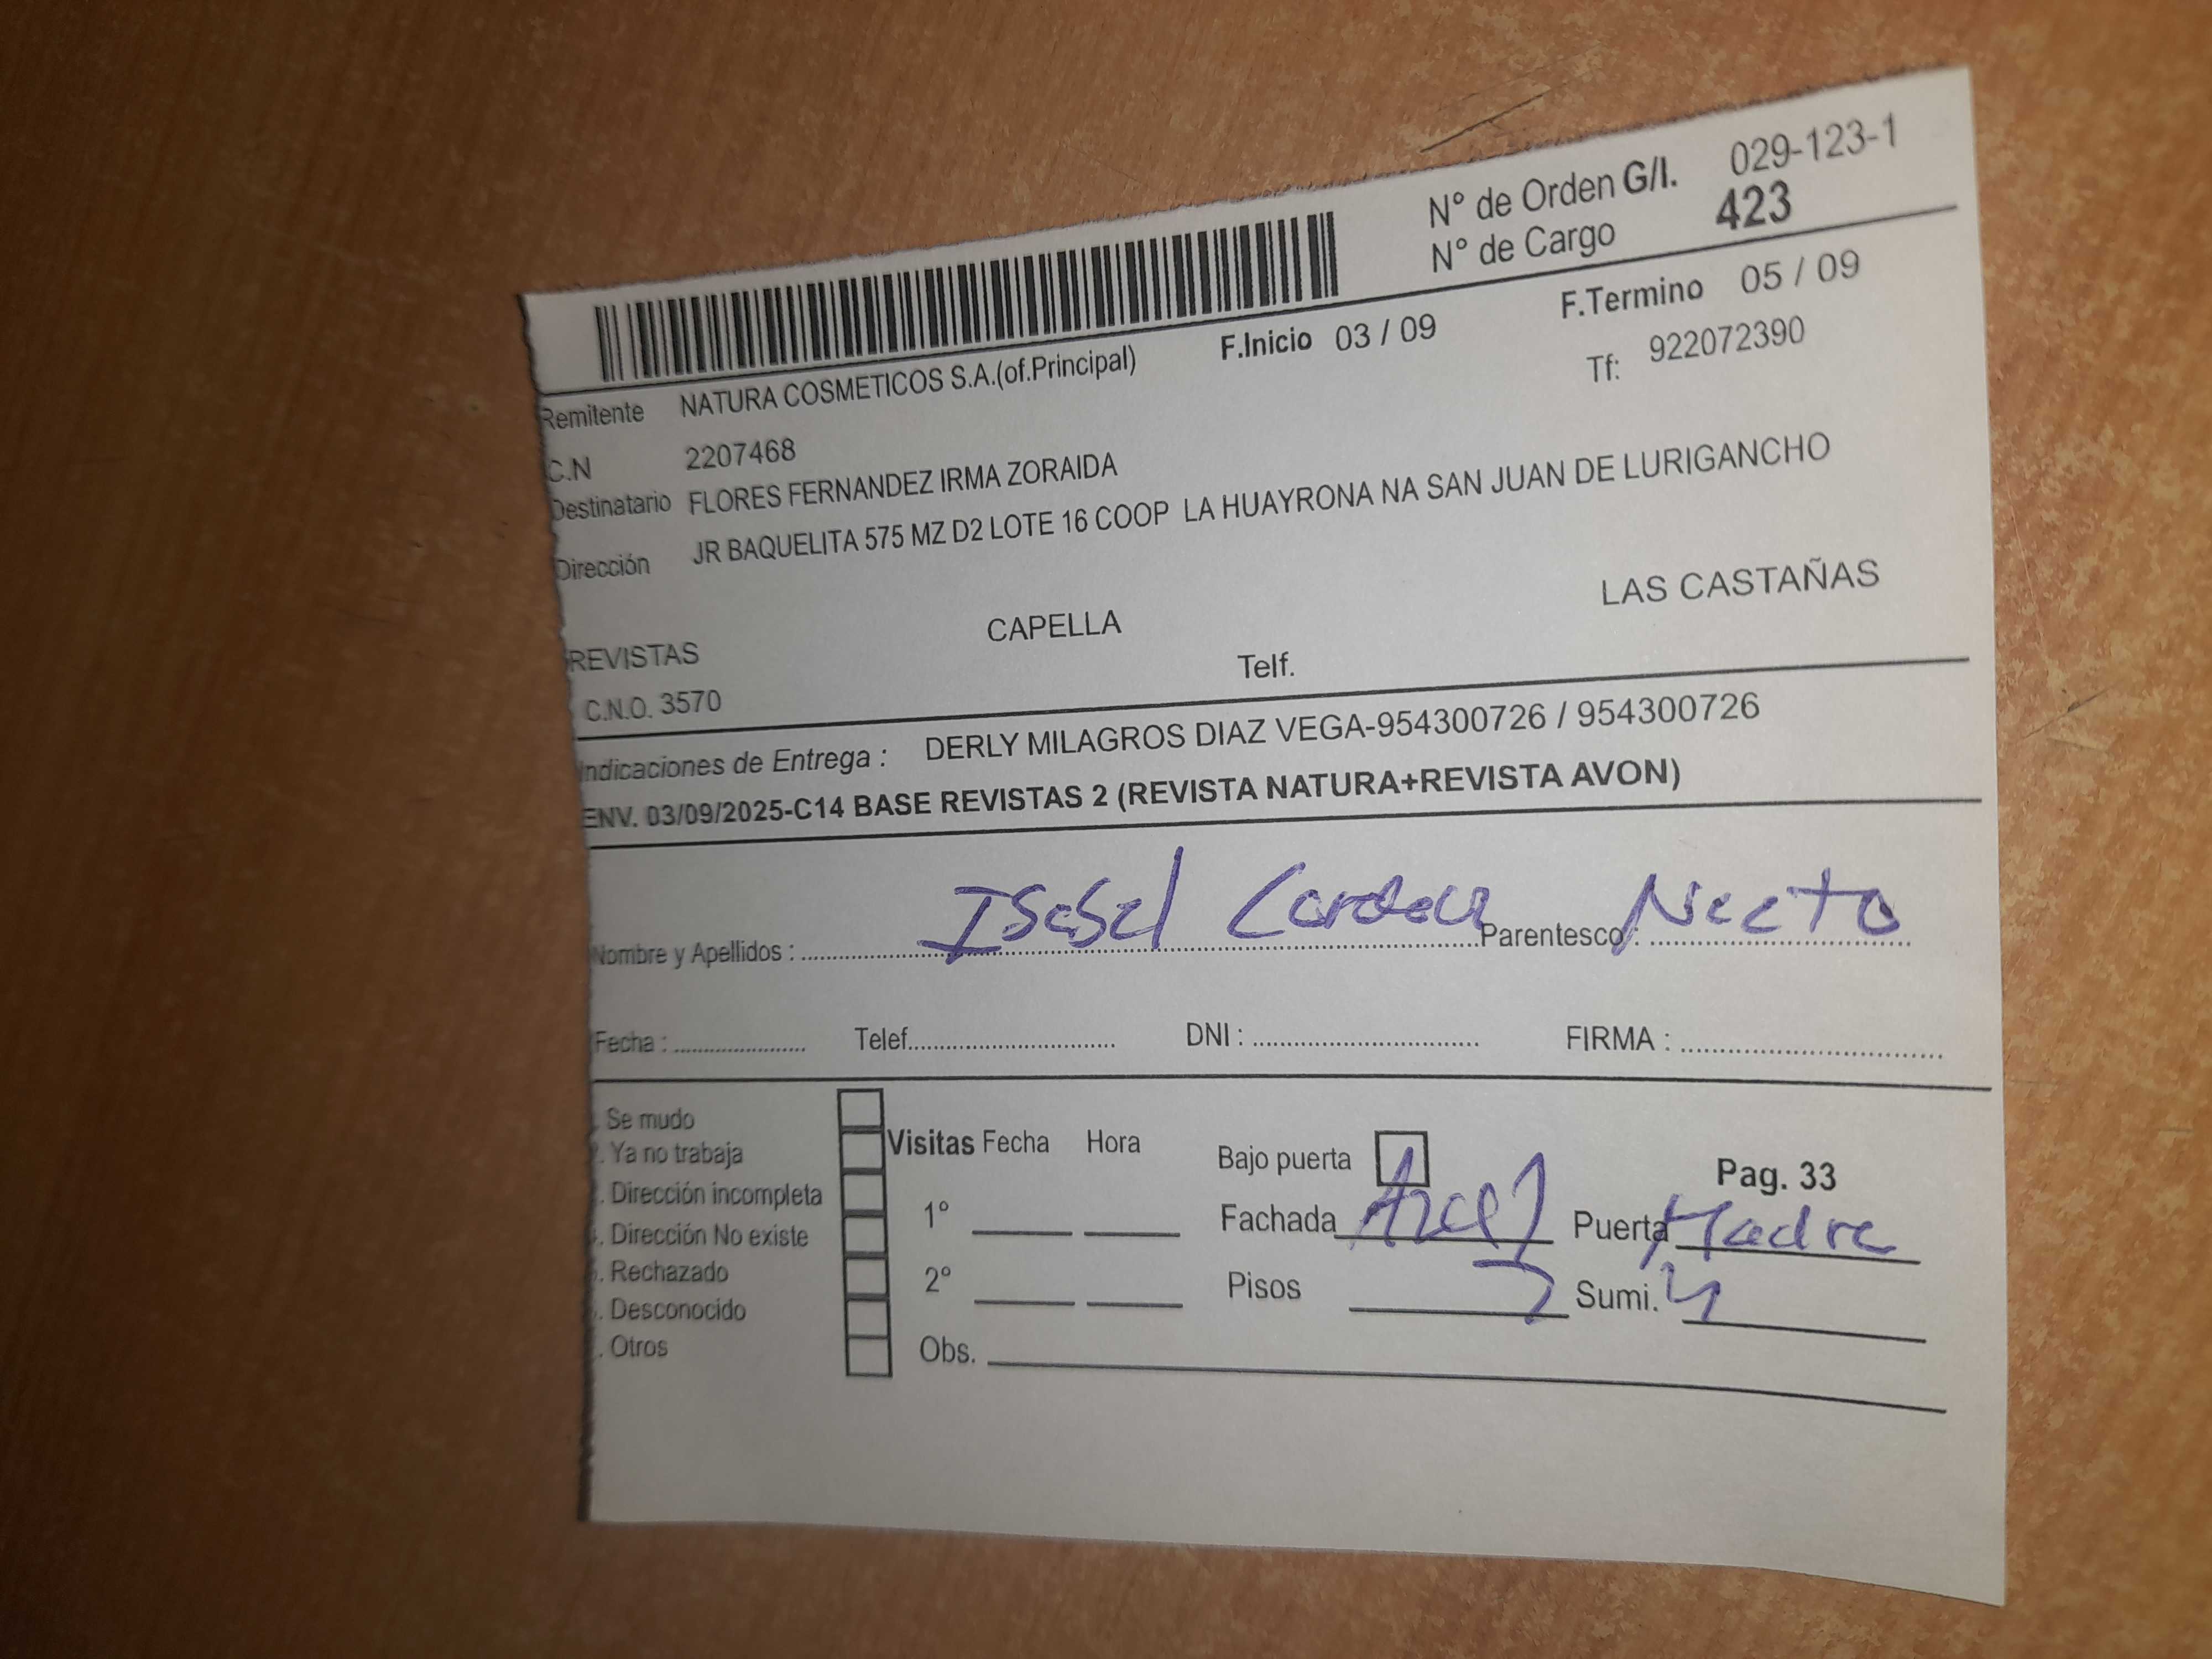 N° de Orden G/I. 029-123-1
N° de Cargo 423
F.Inicio 03 / 09 F.Termino 05 / 09
Remitente NATURA COSMETICOS S.A.(of.Principal) Tf: 922072390
C.N 2207468
Destinatario FLORES FERNANDEZ IRMA ZORAIDA
Dirección JR BAQUELITA 575 MZ D2 LOTE 16 COOP LA HUAYRONA NA SAN JUAN DE LURIGANCHO
REVISTAS CAPELLA LAS CASTAÑAS
C.N.O. 3570 Telf.
Indicaciones de Entrega : DERLY MILAGROS DIAZ VEGA-954300726 / 954300726
ENV. 03/09/2025-C14 BASE REVISTAS 2 (REVISTA NATURA+REVISTA AVON)
Nombre y Apellidos : Isabel Parentesco :
Fecha : Telef. DNI : FIRMA :
. Se mudo
. Ya no trabaja
. Dirección incompleta
. Dirección No existe
. Rechazado
. Desconocido
. Otros
Visitas Fecha Hora
1°
2°
Obs.
Bajo puerta Pag. 33
Fachada Azul Puerta Madre
Pisos Sumi.